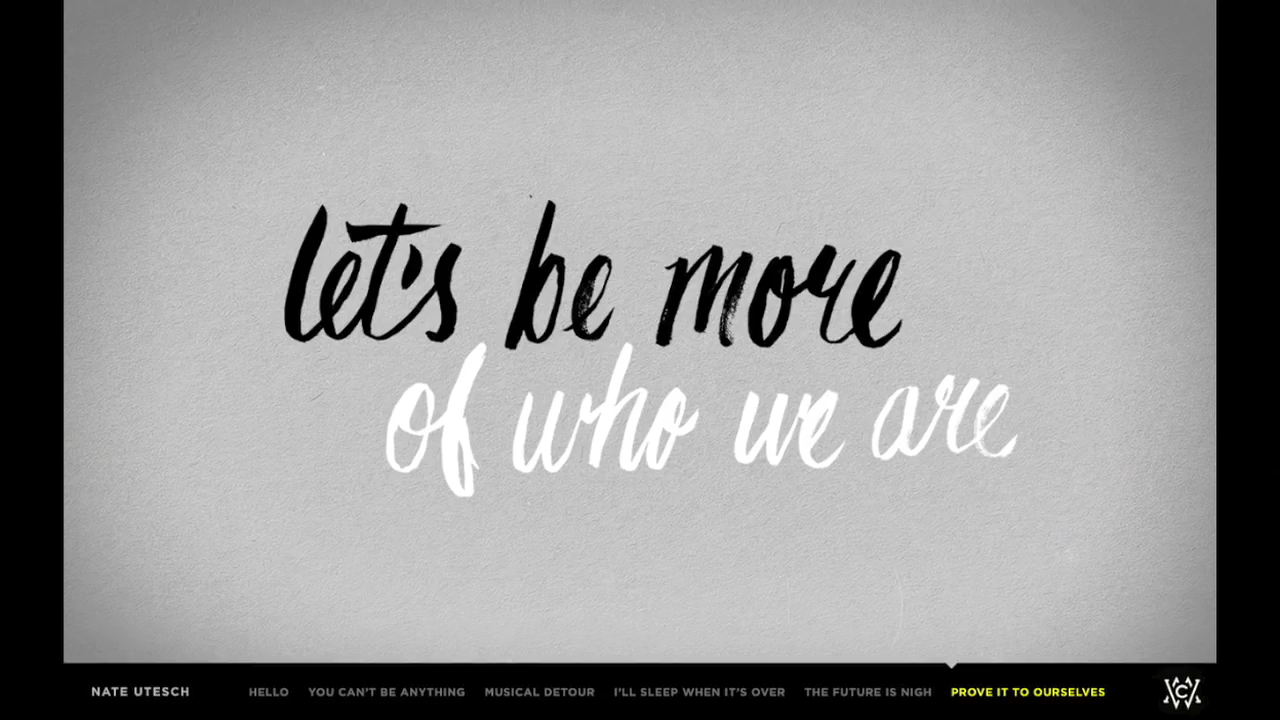 let's be more
of who we are
NATE UTESCH HELLO YOU CAN'T BE ANYTHING MUSICAL DETOUR I'LL SLEEP WHEN IT'S OVER THE FUTURE IS NIGH PROVE IT TO OURSELVES